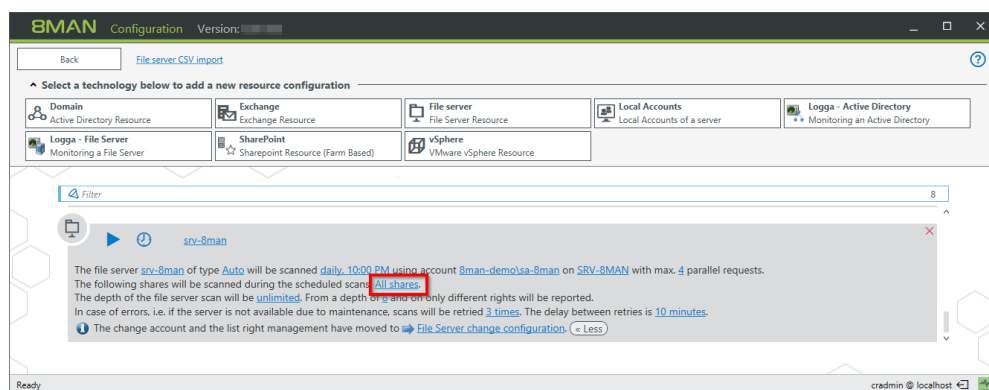 8MAN Configuration Version:
Back File server CSV import
Select a technology below to add a new resource configuration
Domain
Active Directory Resource
Exchange
Exchange Resource
File server
File Server Resource
Local Accounts
Local Accounts of a server
Logga - Active Directory
Monitoring an Active Directory
Logga - File Server
Monitoring a File Server
SharePoint
Sharepoint Resource (Farm Based)
vSphere
VMware vSphere Resource
Filter 8
srv-8man
The file server srv-8man of type Auto will be scanned daily, 10:00 PM using account 8man-demo\sa-8man on SRV-8MAN with max. 4 parallel requests.
The following shares will be scanned during the scheduled scans: All shares.
The depth of the file server scan will be unlimited. From a depth of 6 and on only different rights will be reported.
In case of errors, i.e. if the server is not available due to maintenance, scans will be retried 3 times. The delay between retries is 10 minutes.
The change account and the list right management have moved to File Server change configuration. « Less
Ready cradmin @ localhost